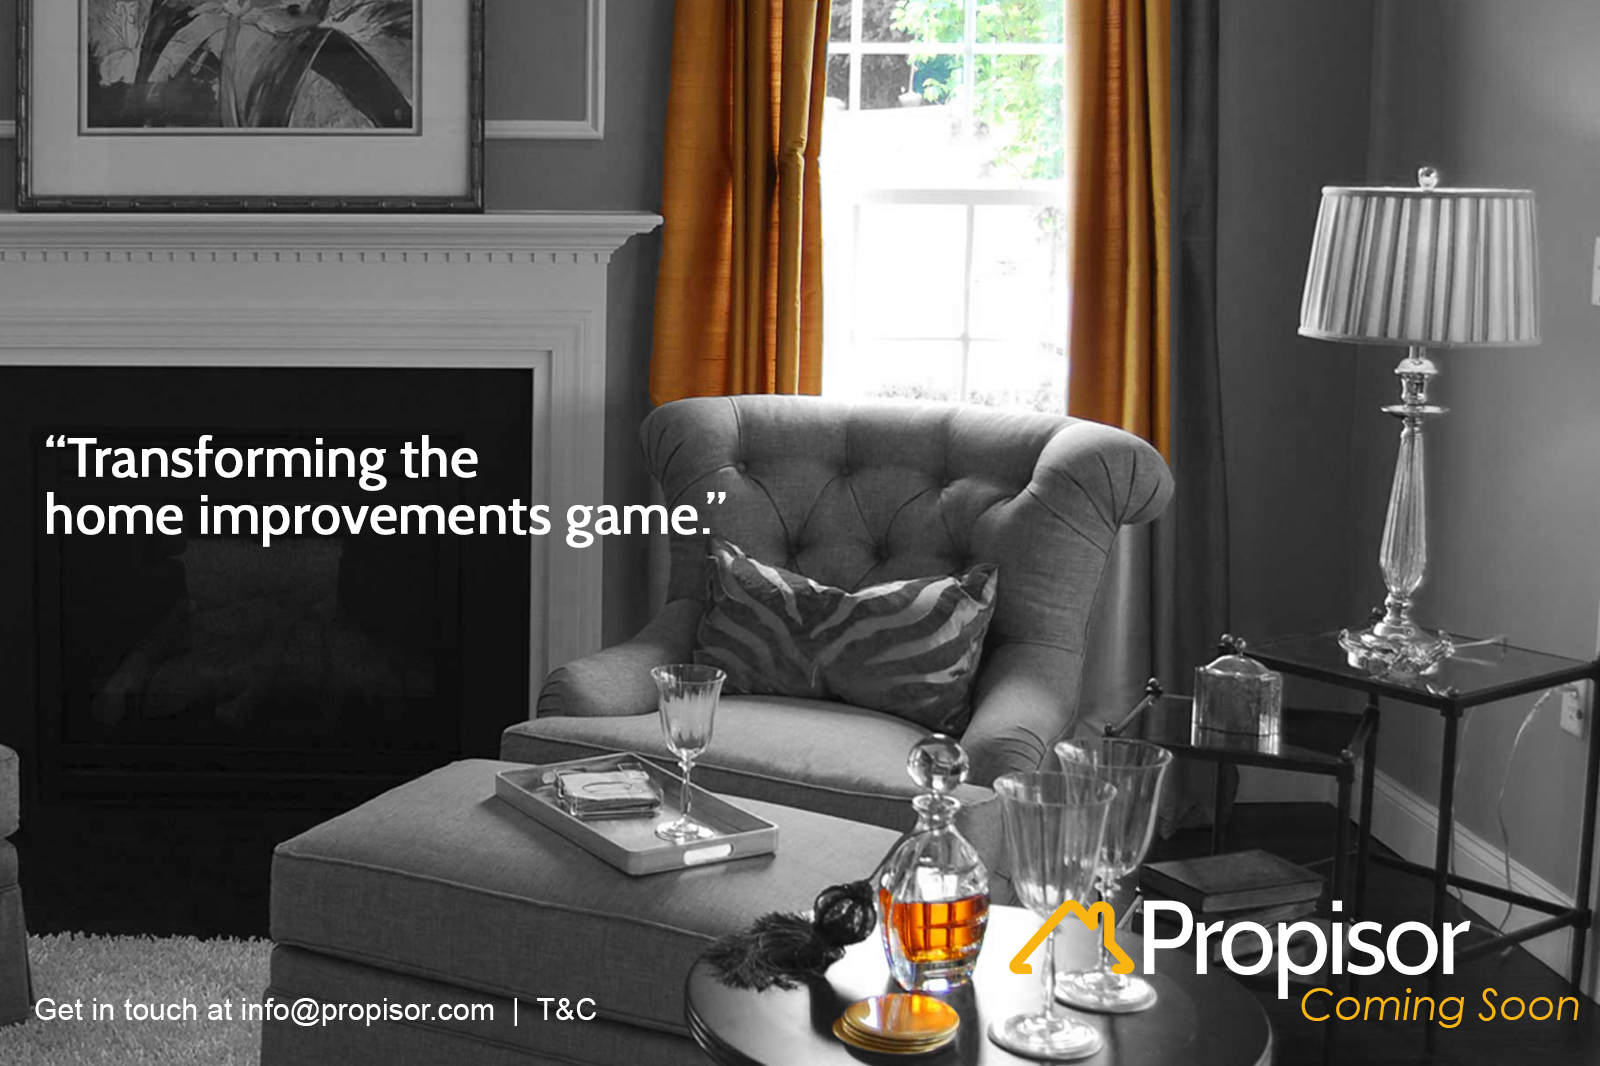 “Transforming the
home improvements game.”
Propisor
Coming Soon
Get in touch at info@propisor.com | T&C